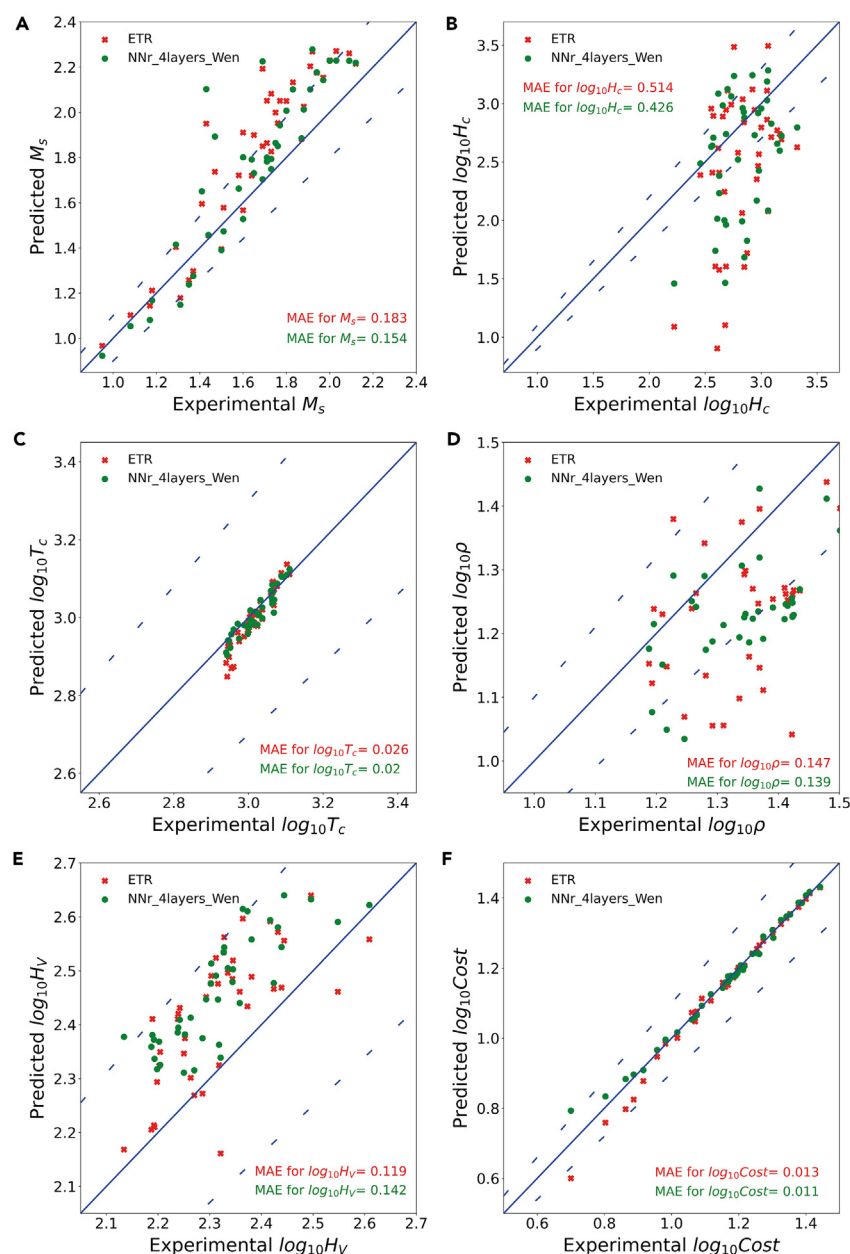 A
2.4
2.2
2.0
1.8
1.6
1.4
1.2
1.0
Predicted Ms
ETR
NNr_4layers_Wen
MAE for Ms= 0.183
MAE for Ms= 0.154
1.0 1.2 1.4 1.6 1.8 2.0 2.2 2.4
Experimental Ms
B
3.5
3.0
2.5
2.0
1.5
1.0
Predicted log10Hc
ETR
NNr_4layers_Wen
MAE for log10Hc= 0.514
MAE for log10Hc= 0.426
1.0 1.5 2.0 2.5 3.0 3.5
Experimental log10Hc
C
3.4
3.2
3.0
2.8
2.6
Predicted log10Tc
ETR
NNr_4layers_Wen
MAE for log10Tc= 0.026
MAE for log10Tc= 0.02
2.6 2.8 3.0 3.2 3.4
Experimental log10Tc
D
1.5
1.4
1.3
1.2
1.1
1.0
Predicted log10ρ
ETR
NNr_4layers_Wen
MAE for log10ρ= 0.147
MAE for log10ρ= 0.139
1.0 1.1 1.2 1.3 1.4 1.5
Experimental log10ρ
E
2.7
2.6
2.5
2.4
2.3
2.2
2.1
Predicted log10HV
ETR
NNr_4layers_Wen
MAE for log10HV= 0.119
MAE for log10HV= 0.142
2.1 2.2 2.3 2.4 2.5 2.6 2.7
Experimental log10HV
F
1.4
1.2
1.0
0.8
0.6
Predicted log10Cost
ETR
NNr_4layers_Wen
MAE for log10Cost= 0.013
MAE for log10Cost= 0.011
0.6 0.8 1.0 1.2 1.4
Experimental log10Cost